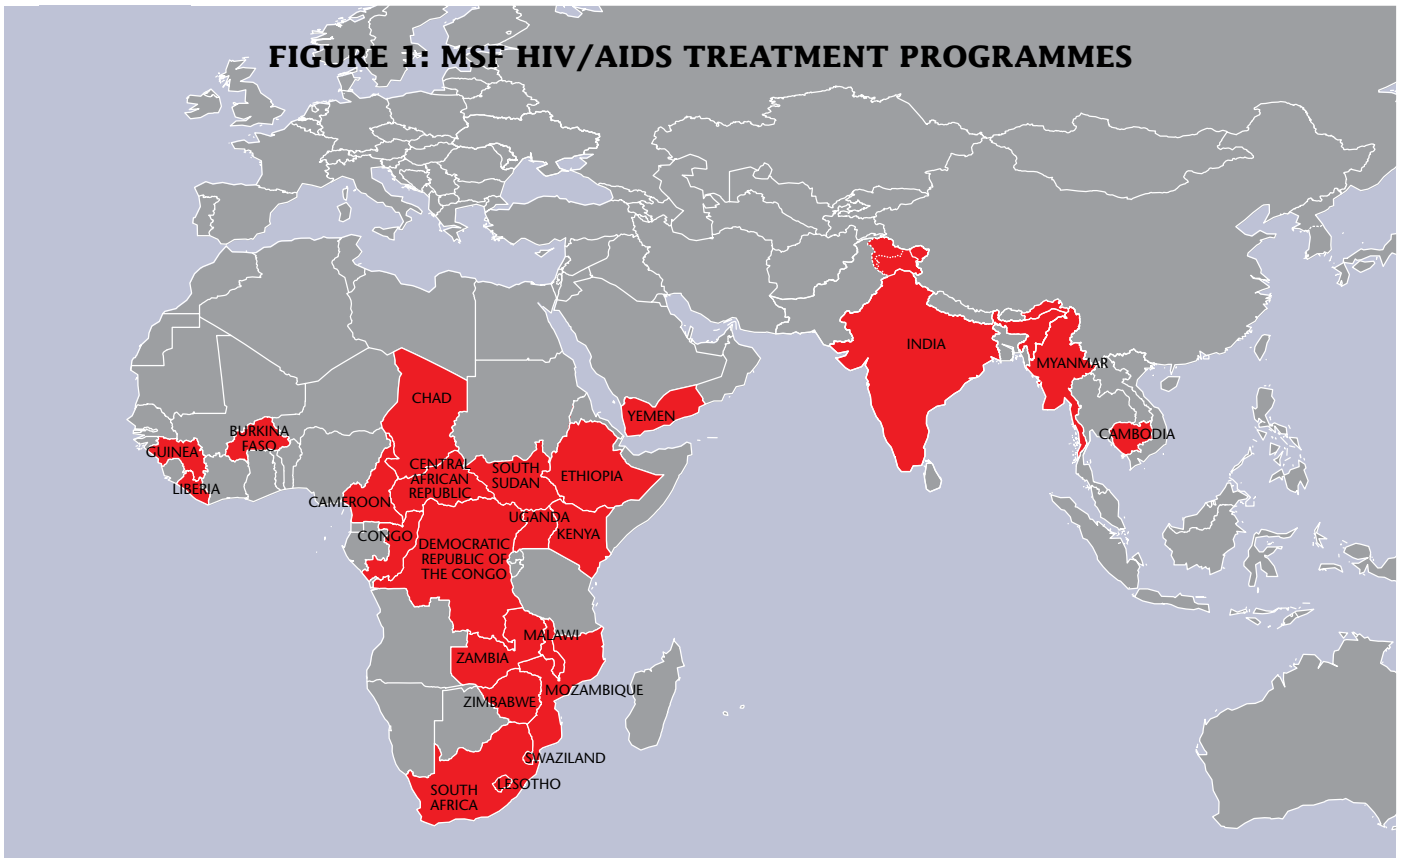 FIGURE 1: MSF HIV/AIDS TREATMENT PROGRAMMES
INDIA
MYANMAR
CHAD
YEMEN
BURKINA
FASO
CAMBODIA
GUINEA
CENTRAL
AFRICAN
REPUBLIC
SOUTH
SUDAN
ETHIOPIA
LIBERIA
CAMEROON
UGANDA
CONGO
KENYA
DEMOCRATIC
REPUBLIC OF
THE CONGO
MALAWI
ZAMBIA
MOZAMBIQUE
ZIMBABWE
SWAZILAND
LESOTHO
SOUTH
AFRICA